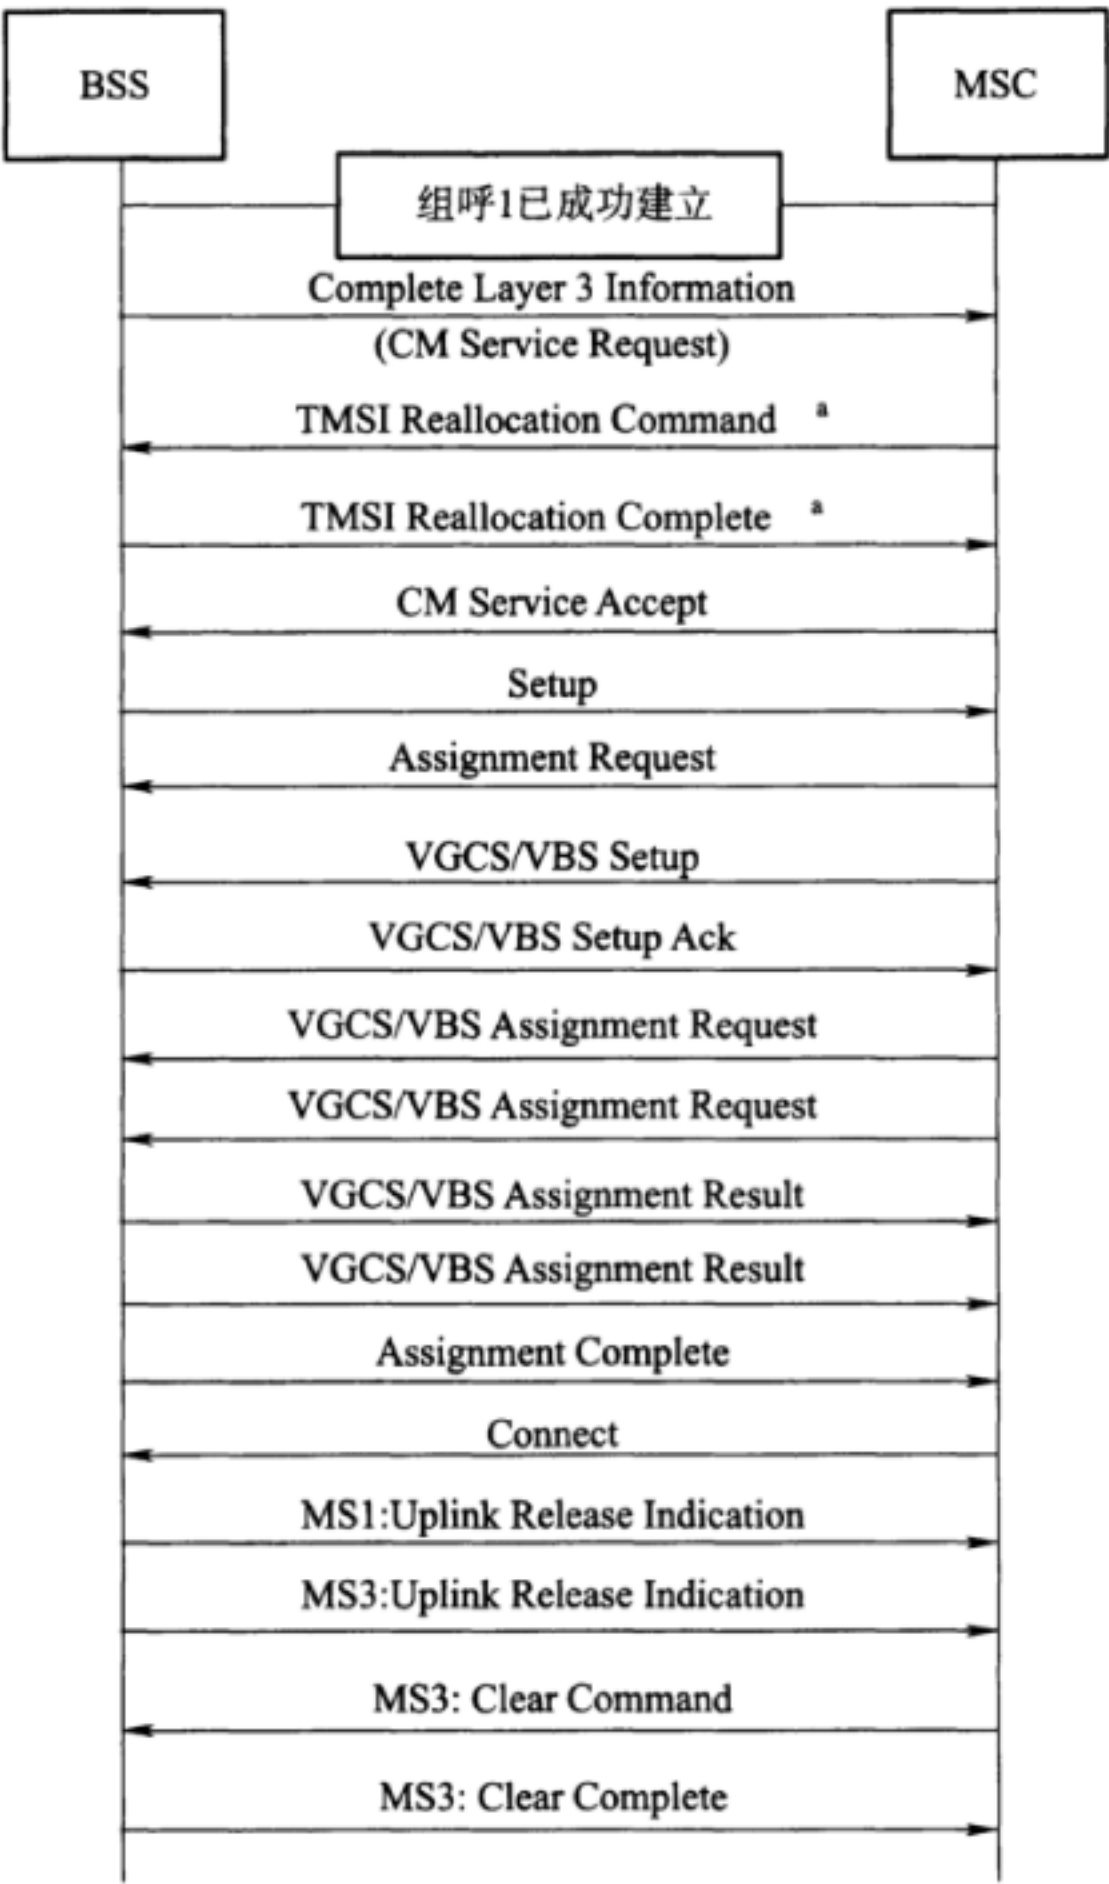 BSS
MSC
组呼1已成功建立
Complete Layer 3 Information
(CM Service Request)
TMSI Reallocation Command a
TMSI Reallocation Complete a
CM Service Accept
Setup
Assignment Request
VGCS/VBS Setup
VGCS/VBS Setup Ack
VGCS/VBS Assignment Request
VGCS/VBS Assignment Request
VGCS/VBS Assignment Result
VGCS/VBS Assignment Result
Assignment Complete
Connect
MS1:Uplink Release Indication
MS3:Uplink Release Indication
MS3: Clear Command
MS3: Clear Complete